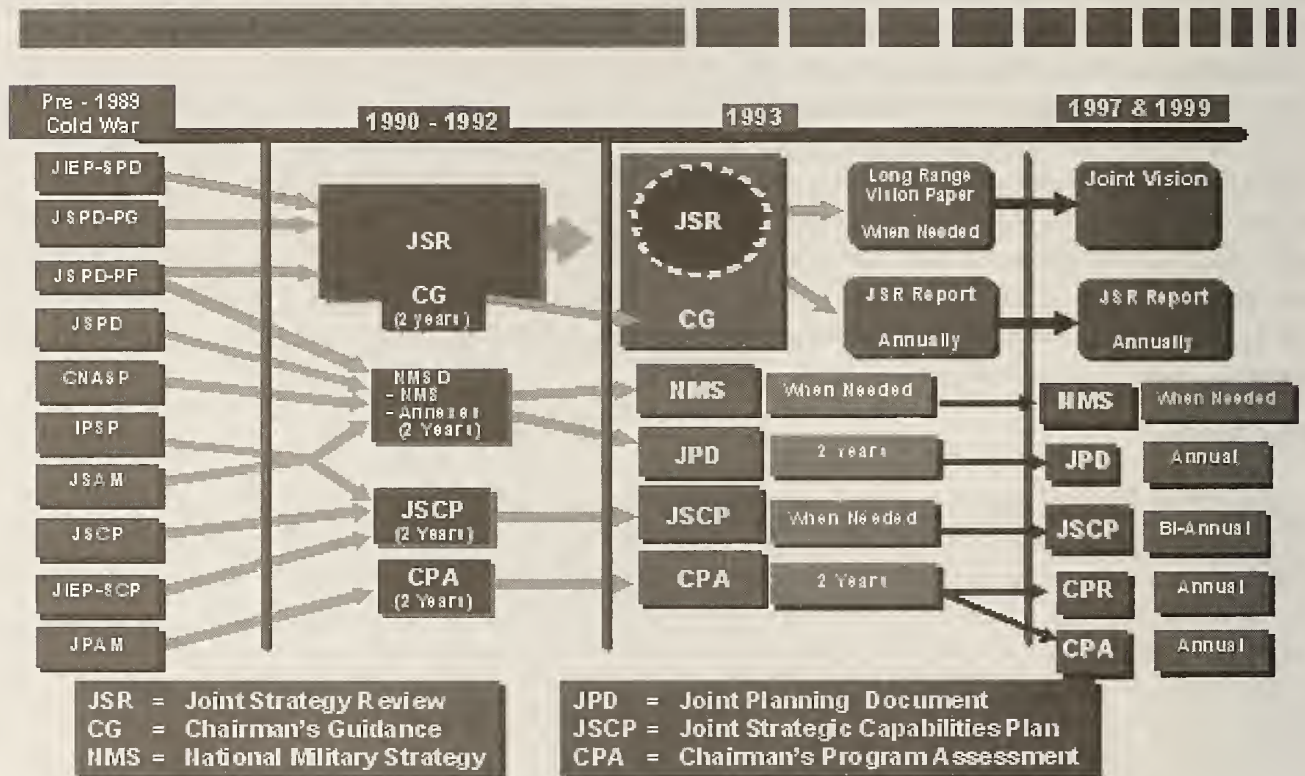 Pre - 1989
Cold War
1990 - 1992
1993
1997 & 1999
JIEP-SPD
JSPD-PG
JSPD-PF
JSPD
CNASP
IPSP
JSAM
JSCP
JIEP-SCP
JPAM
JSR
CG
(2 years)
NMSD
- NMS
- Annexes
(2 Years)
JSCP
(2 Years)
CPA
(2 Years)
JSR
CG
Long Range
Vision Paper
When Needed
JSR Report
Annually
NMS
When Needed
JPD
2 Years
JSCP
When Needed
CPA
2 Years
Joint Vision
JSR Report
Annually
NMS
When Needed
JPD
Annual
JSCP
BI-Annual
CPR
Annual
CPA
Annual
JSR = Joint Strategy Review
CG = Chairman's Guidance
NMS = National Military Strategy
JPD = Joint Planning Document
JSCP = Joint Strategic Capabilities Plan
CPA = Chairman's Program Assessment